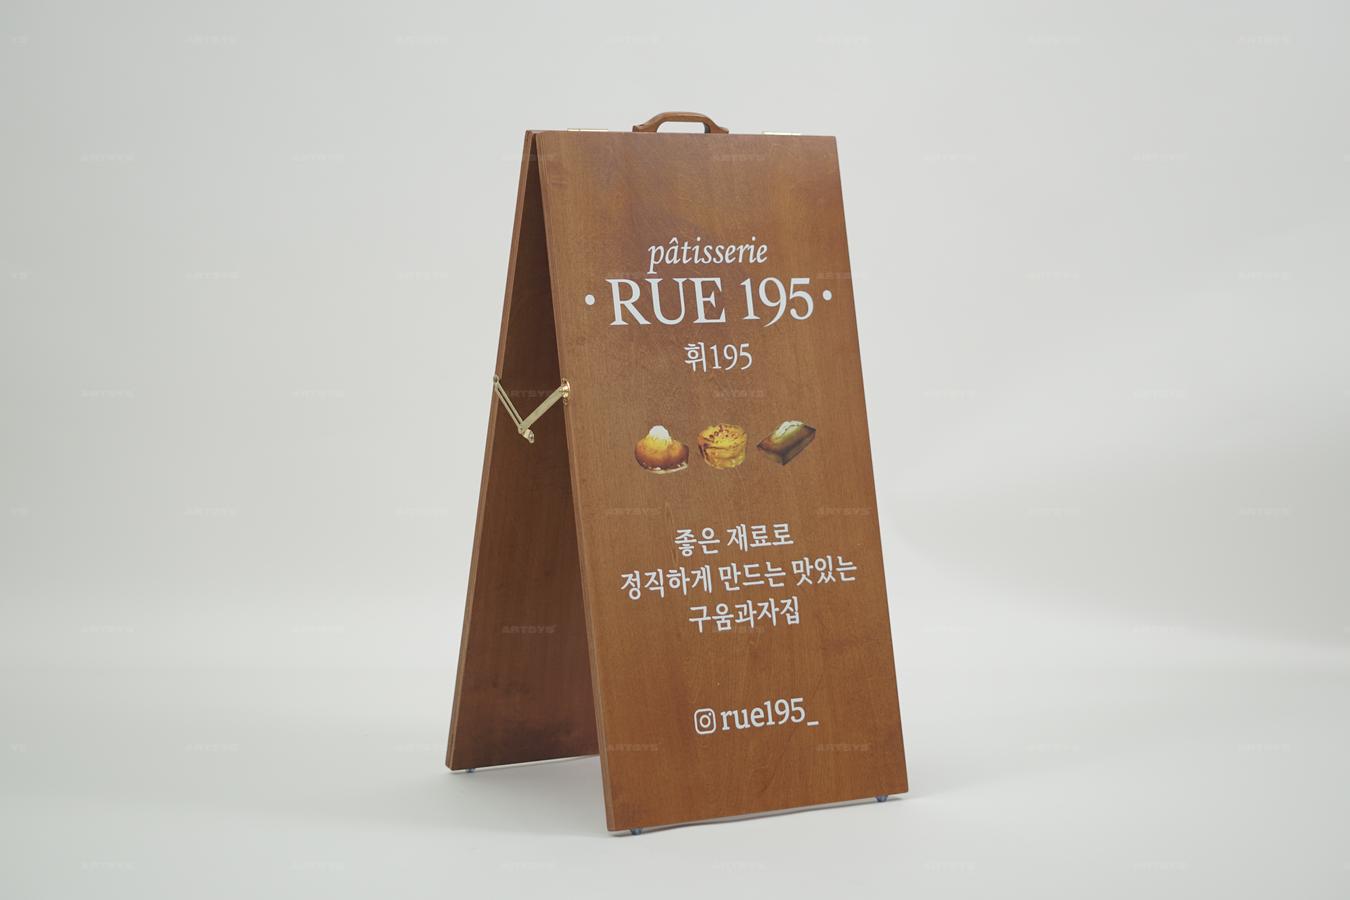 pâtisserie
·RUE 195·
휘195
좋은 재료로
정직하게 만드는 맛있는
구움과자집
rue195_
ARTSYS